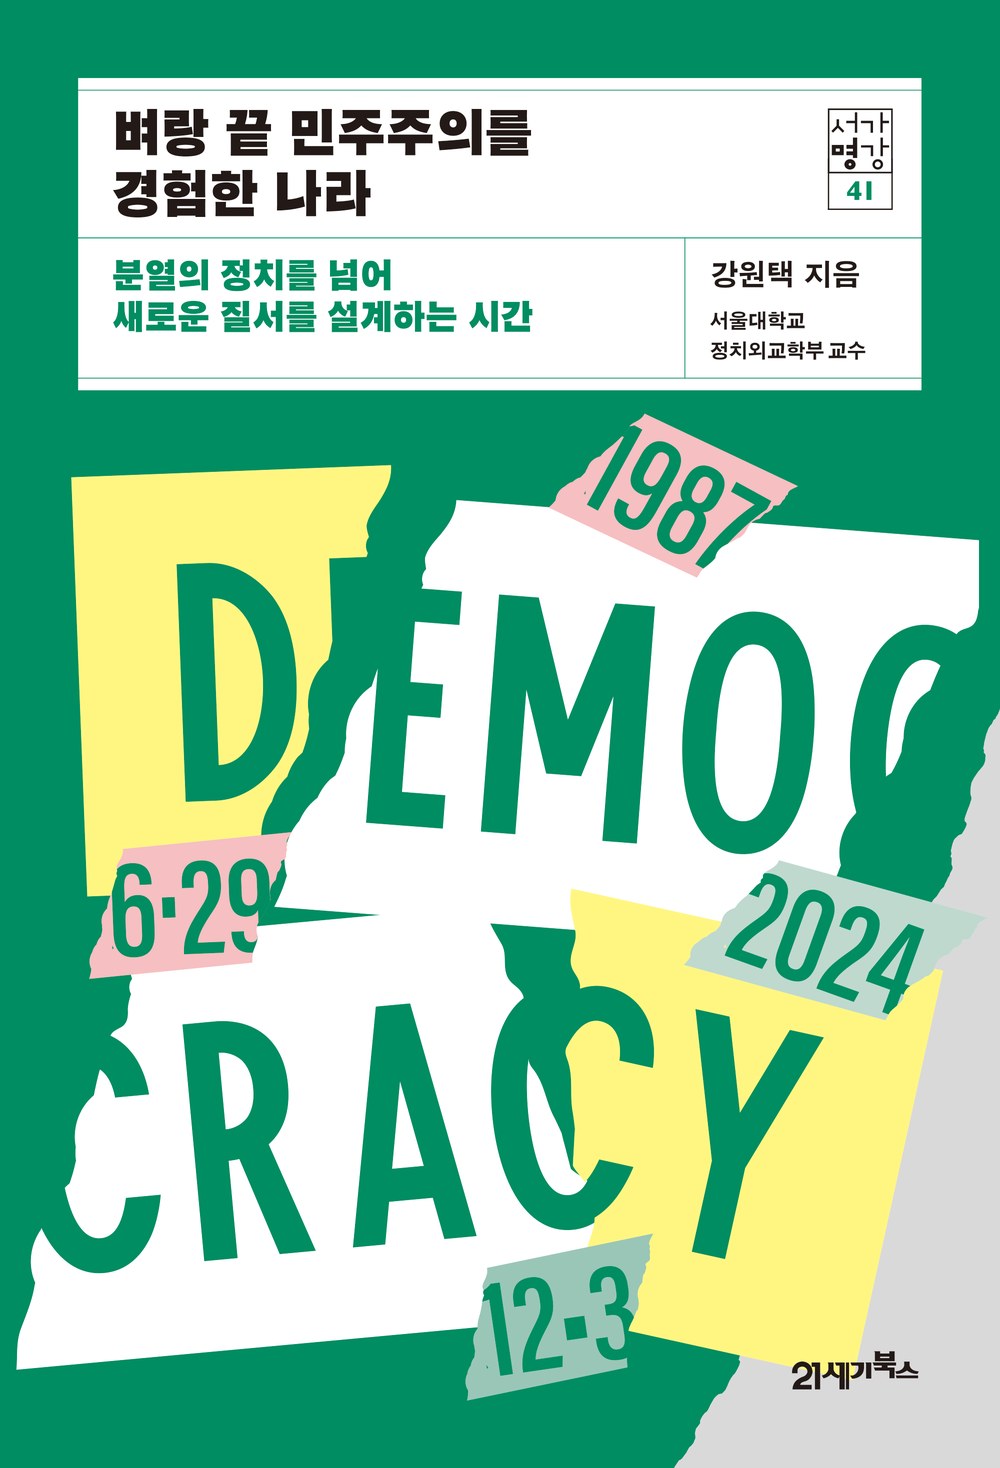 벼랑 끝 민주주의를
경험한 나라
서가
명강
41
분열의 정치를 넘어
새로운 질서를 설계하는 시간
강원택 지음
서울대학교
정치외교학부 교수
1987
DEMOC
6·29
2024
CRACY
12·3
21세기북스